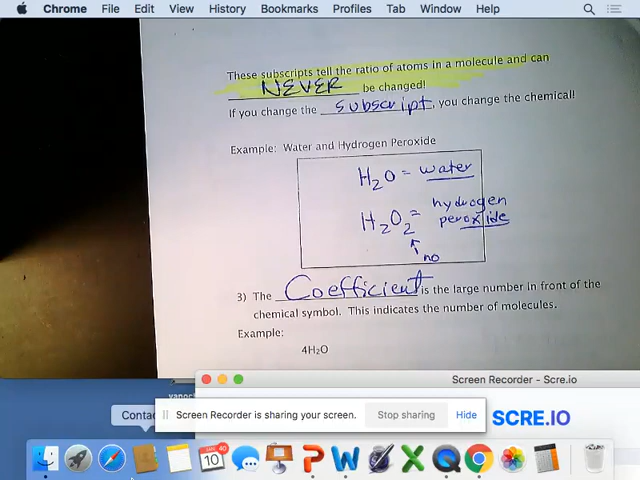 Chrome File Edit View History Bookmarks Profiles Tab Window Help
These subscripts tell the ratio of atoms in a molecule and can
NEVER be changed!
If you change the subscript, you change the chemical!
Example: Water and Hydrogen Peroxide
H₂O = water
H₂O₂ = hydrogen
peroxide
no
3) The Coefficient is the large number in front of the
chemical symbol. This indicates the number of molecules.
Example:
4H₂O
Screen Recorder - Scre.io
Contac
Screen Recorder is sharing your screen. Stop sharing Hide
SCRE.IO
10